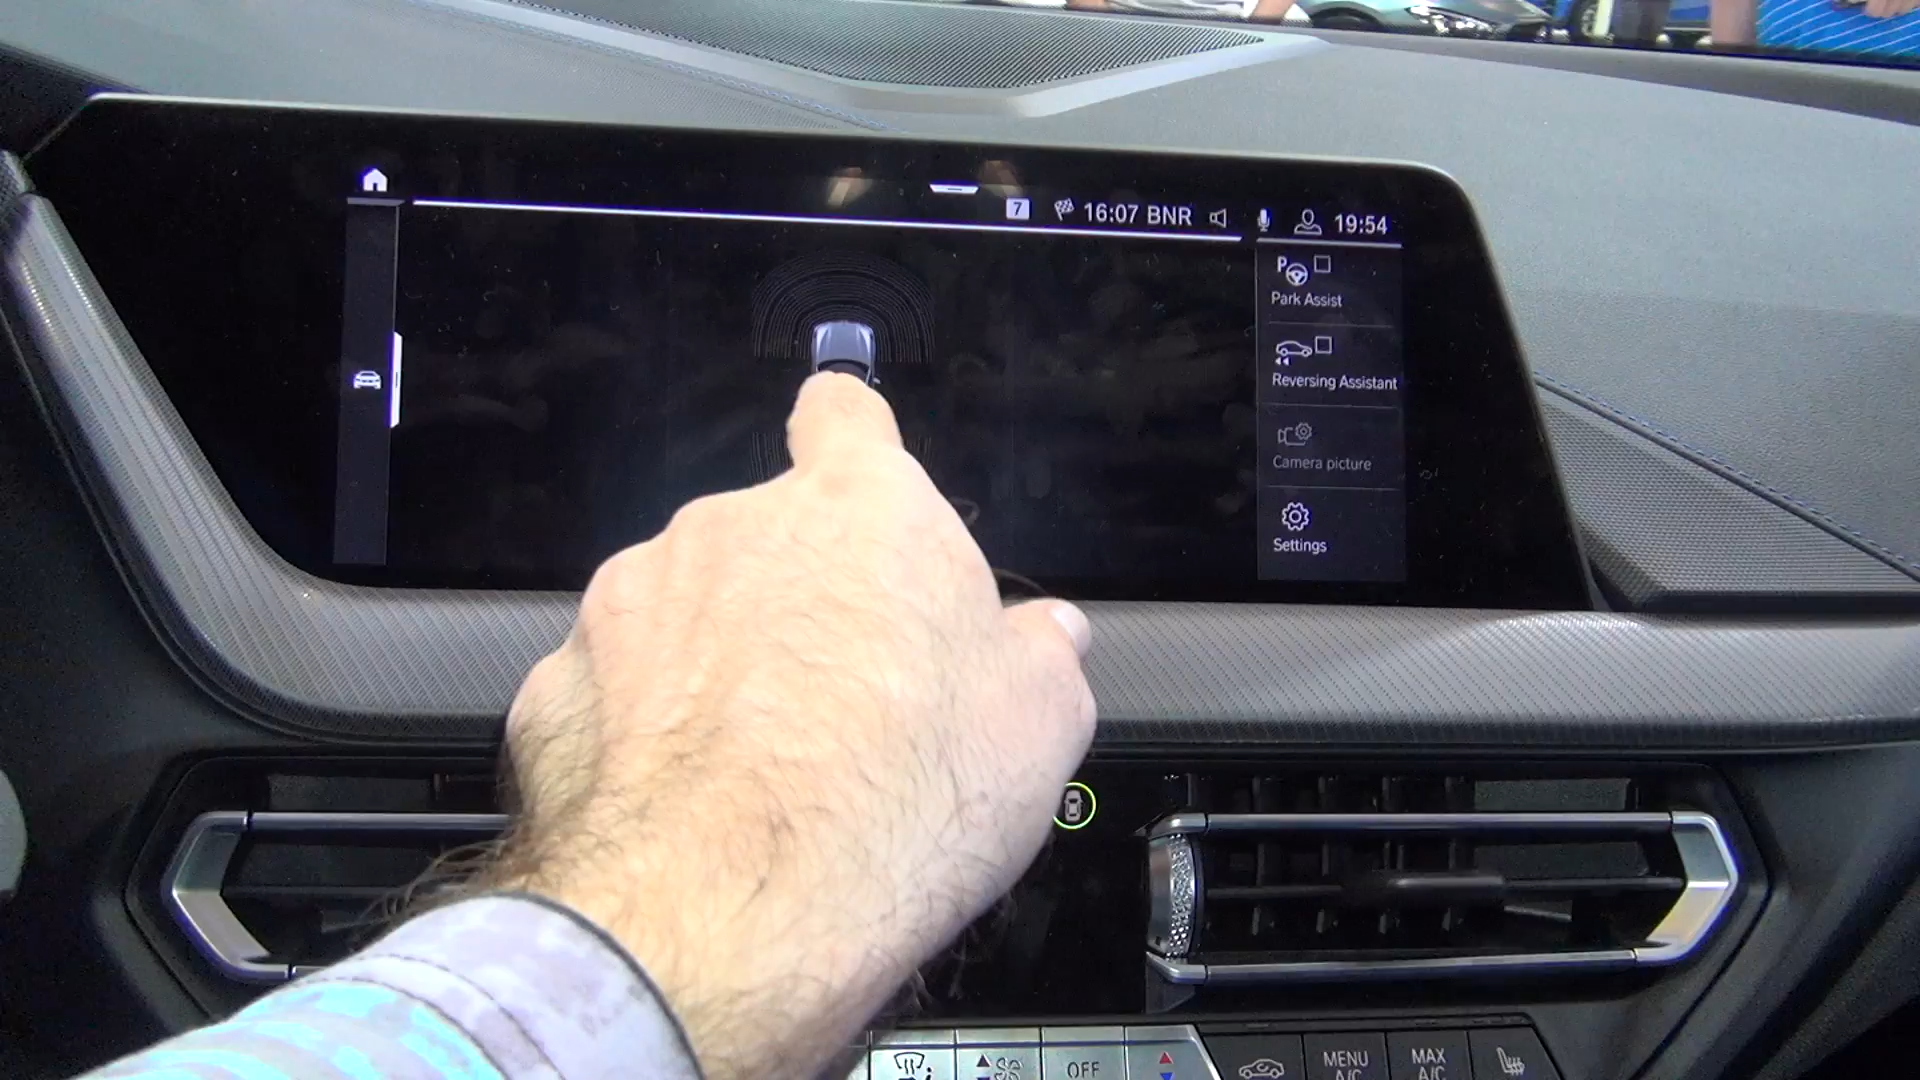 7 16:07 BNR 19:54
P
Park Assist
Reversing Assistant
Camera picture
Settings
OFF
MENU
A/C
MAX
A/C